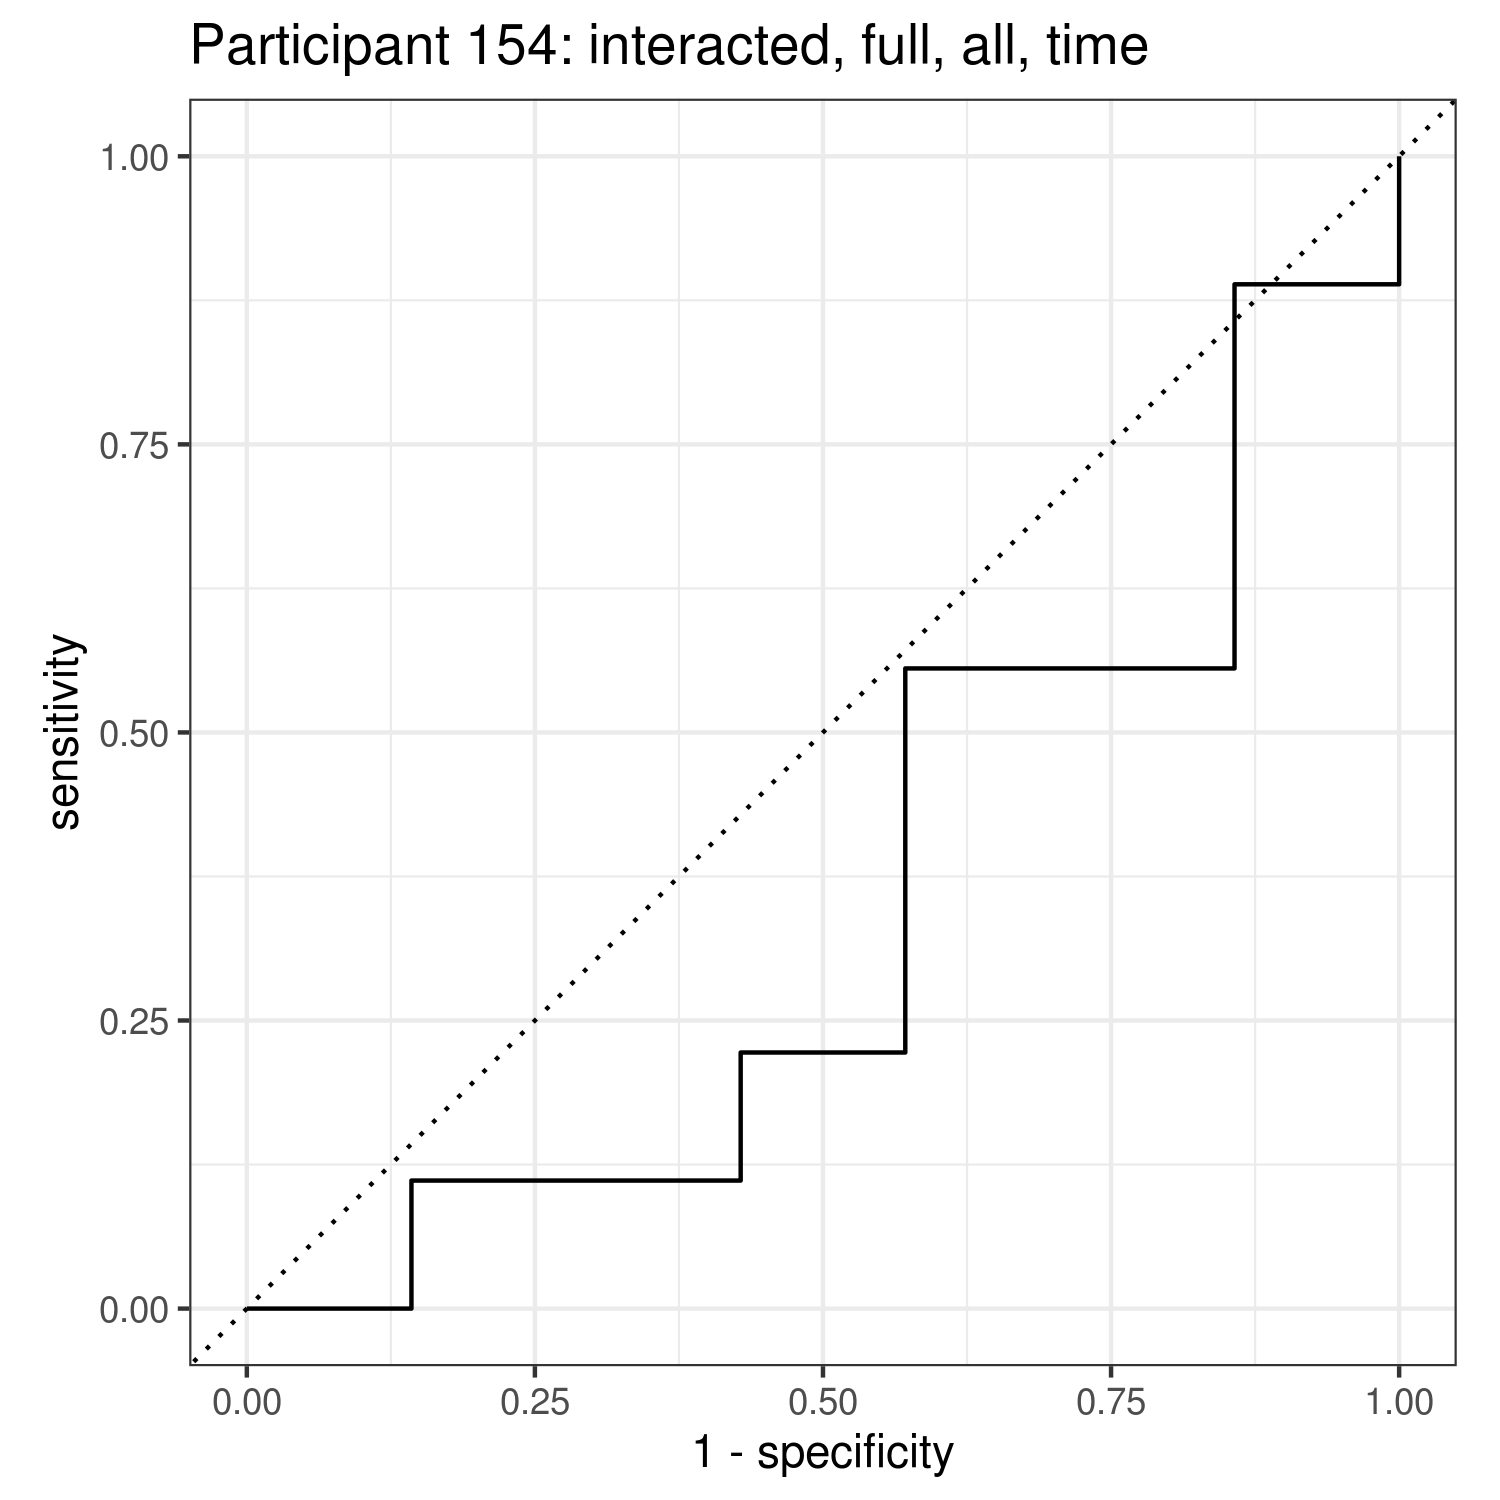 Participant 154: interacted, full, all, time
1.00
0.75
0.50
0.25
0.00
sensitivity
0.00 0.25 0.50 0.75 1.00
1 - specificity